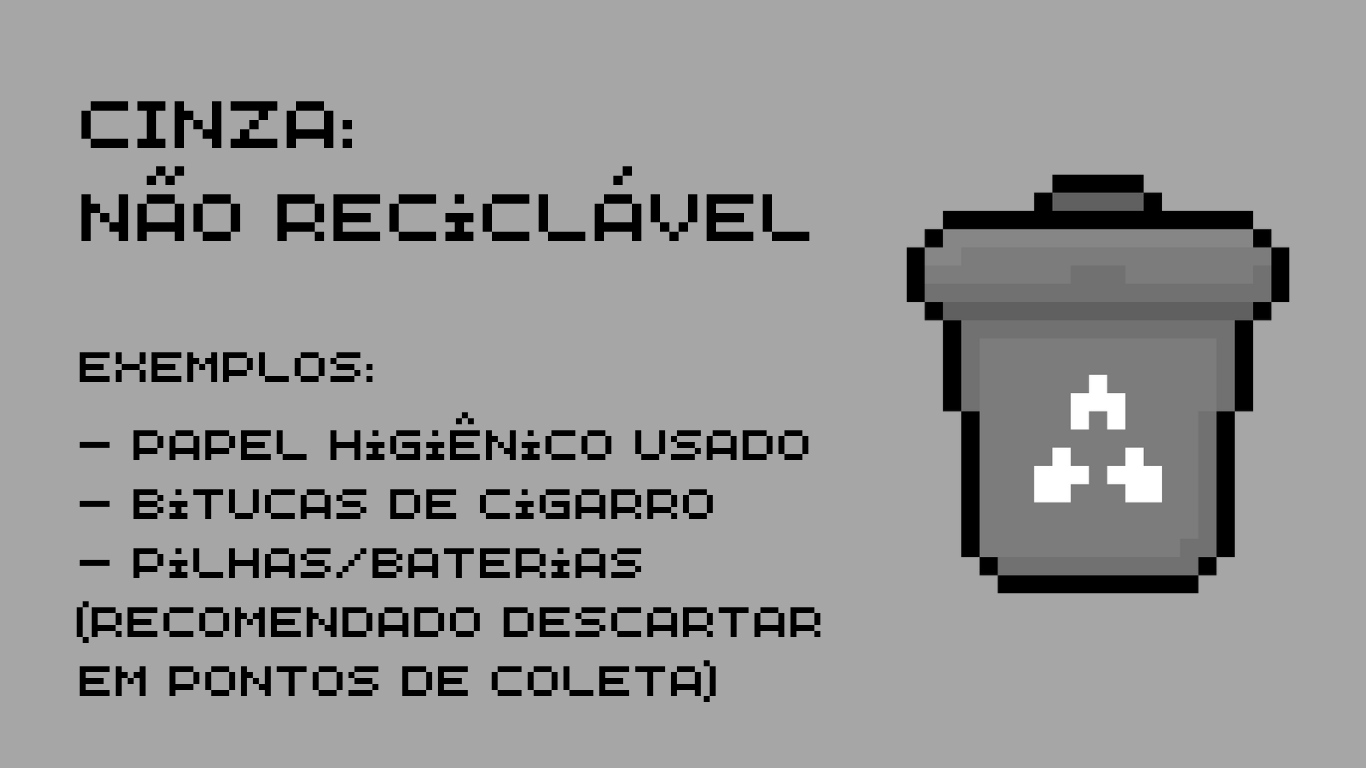 CINZA:
NÃO RECiCLÁVEL
EXEMPLOS:
- PAPEL HiGiÊNiCO USADO
- BiTUCAS DE CiGARRO
- PiLHAS/BATERiAS
(RECOMENDADO DESCARTAR
EM PONTOS DE COLETA)